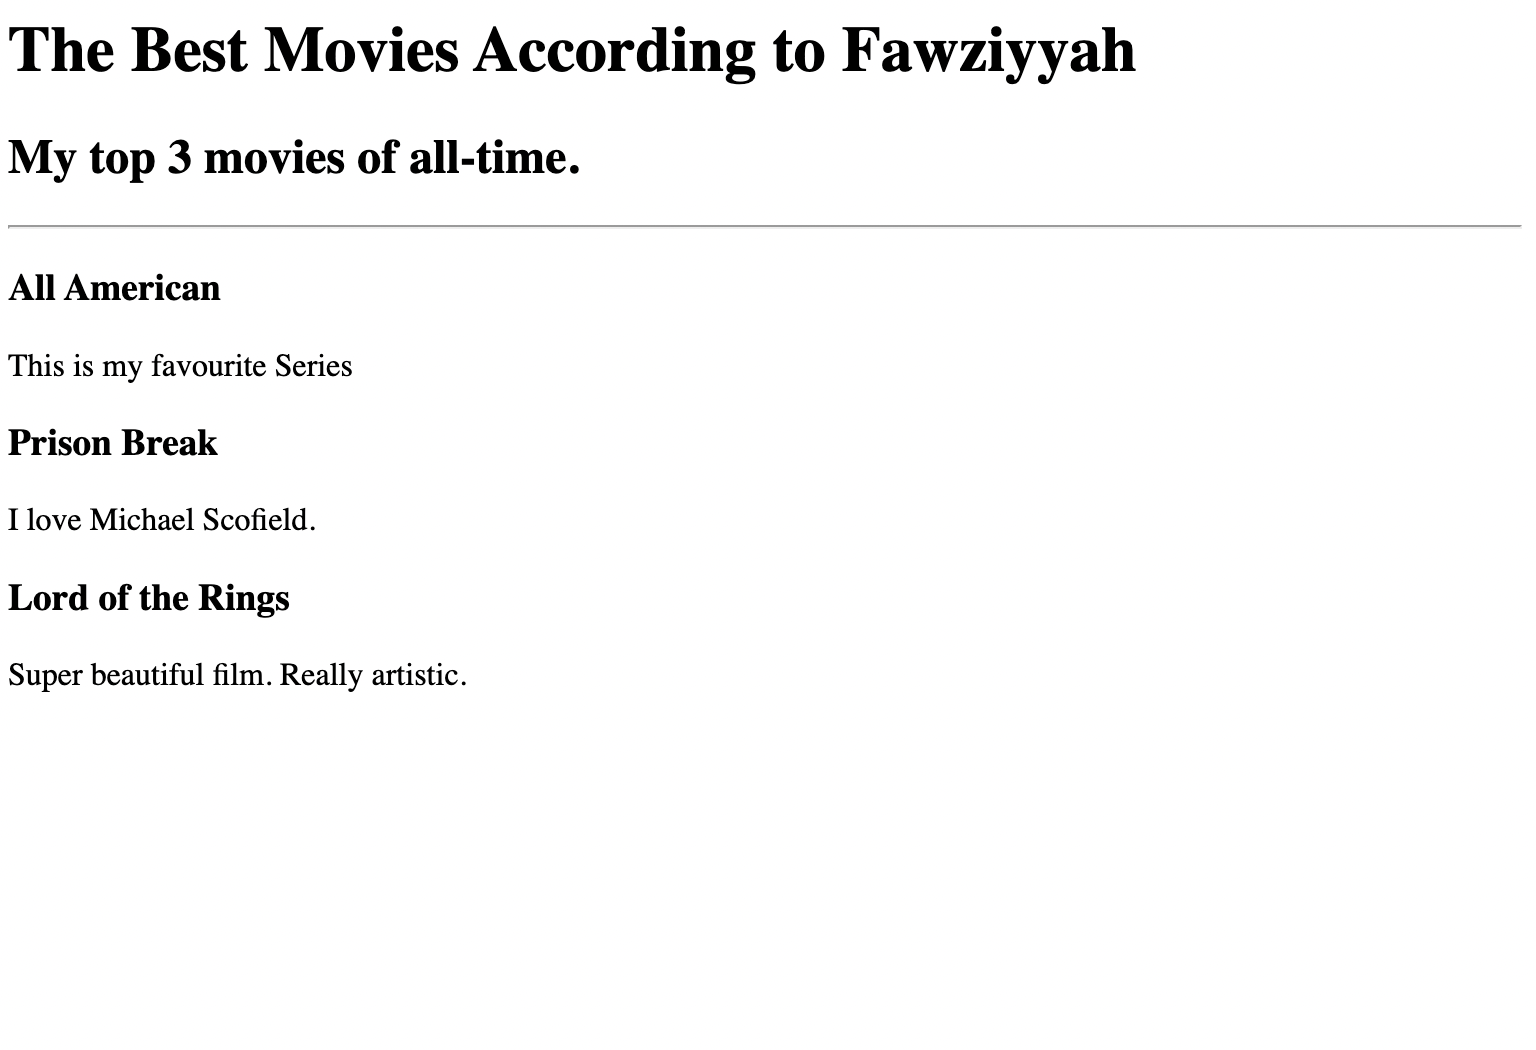 The Best Movies According to Fawziyyah
My top 3 movies of all-time.
All American
This is my favourite Series
Prison Break
I love Michael Scofield.
Lord of the Rings
Super beautiful film. Really artistic.